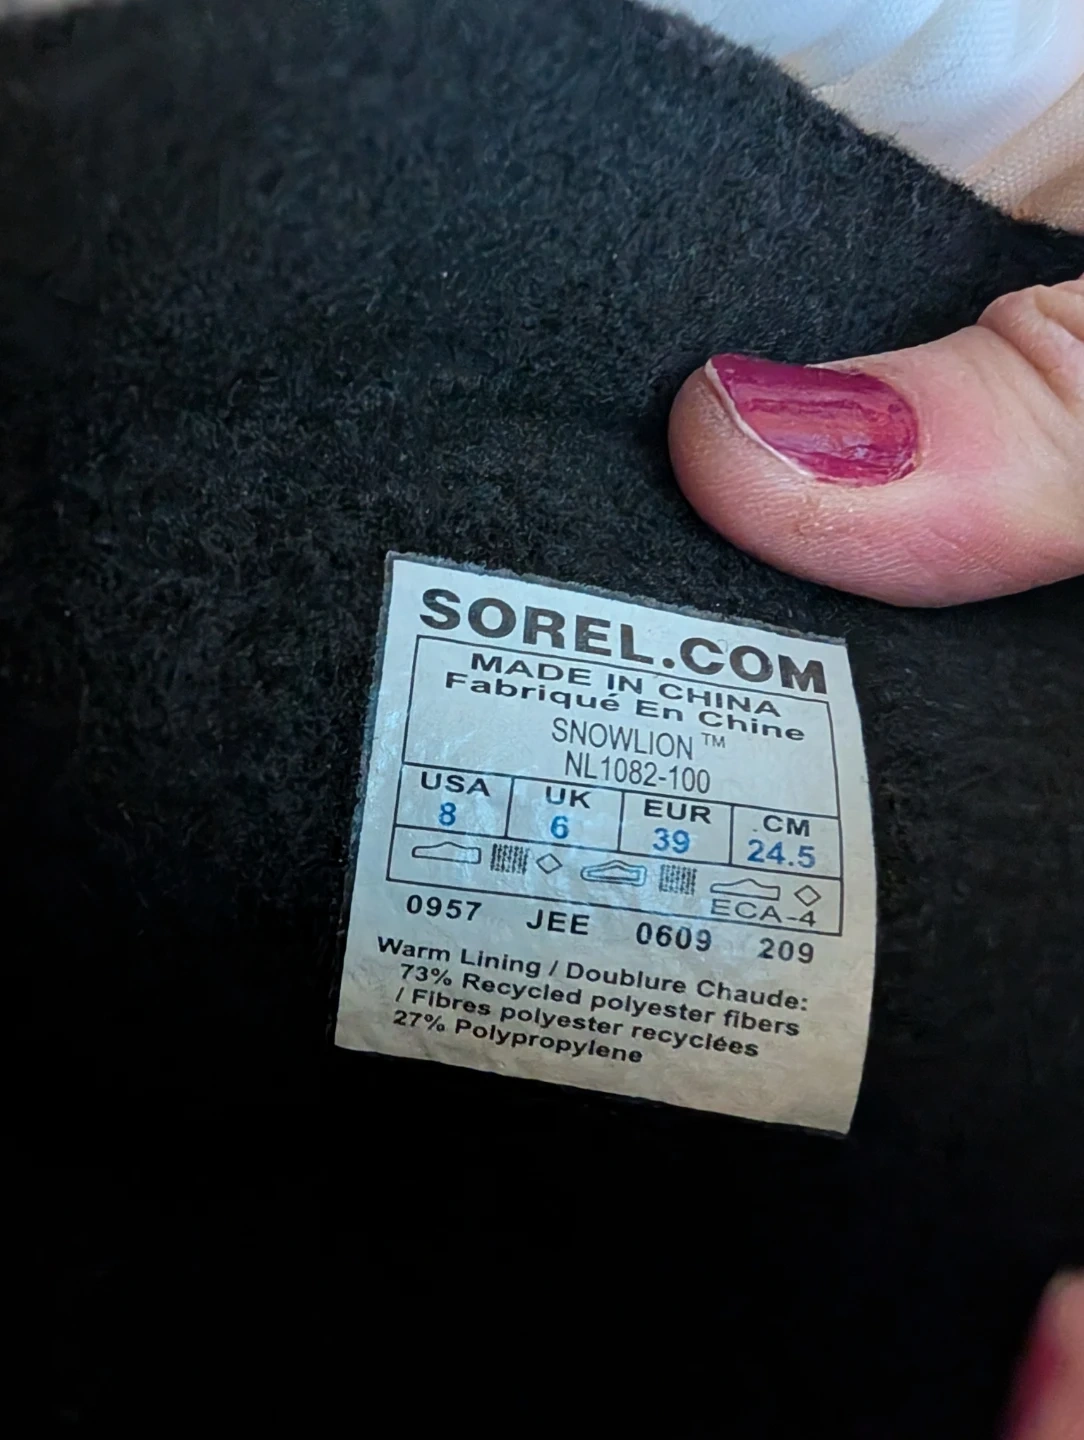 SOREL.COM
MADE IN CHINA
Fabriqué En Chine
SNOWLION™
NL1082-100
USA UK EUR CM
8 6 39 24.5
ECA-4
0957 JEE 0609 209
Warm Lining / Doublure Chaude:
73% Recycled polyester fibers
/ Fibres polyester recyclées
27% Polypropylene